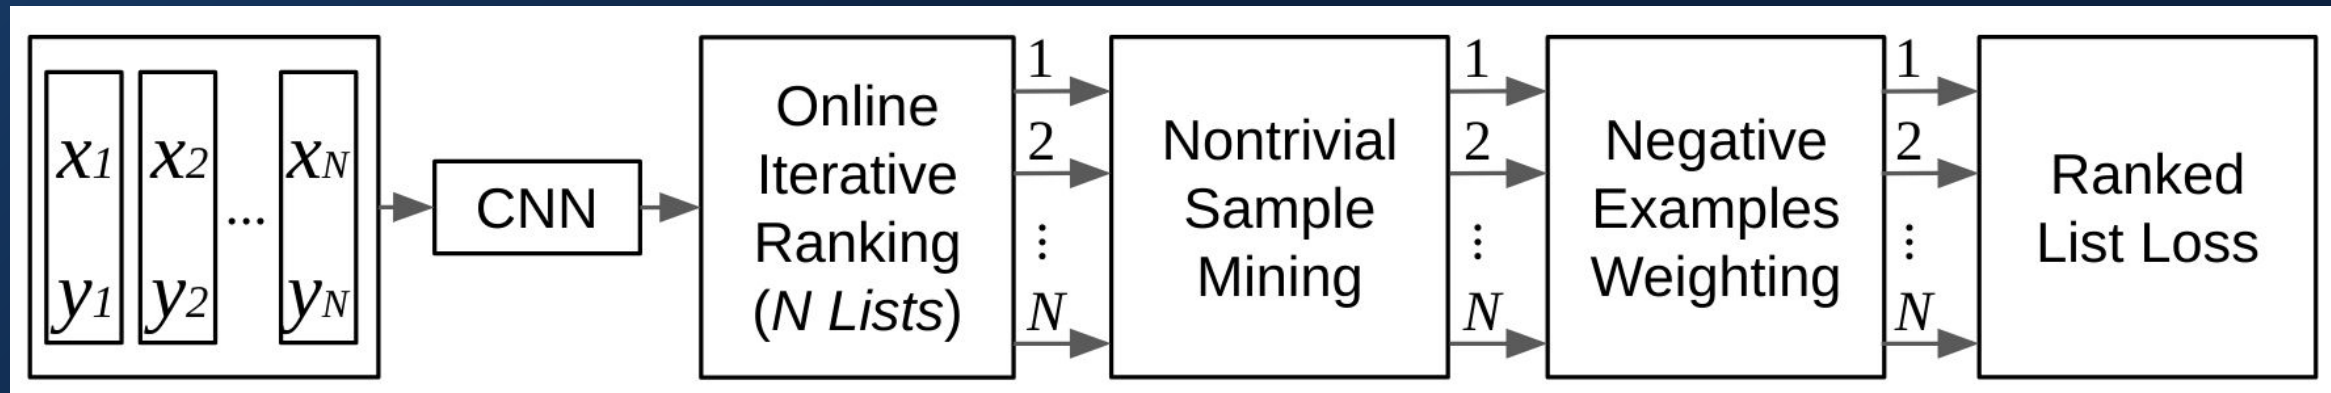 x1 x2 ... xN
y1 y2 yN
CNN
Online
Iterative
Ranking
(N Lists)
1
2
⋮
N
Nontrivial
Sample
Mining
1
2
⋮
N
Negative
Examples
Weighting
1
2
⋮
N
Ranked
List Loss